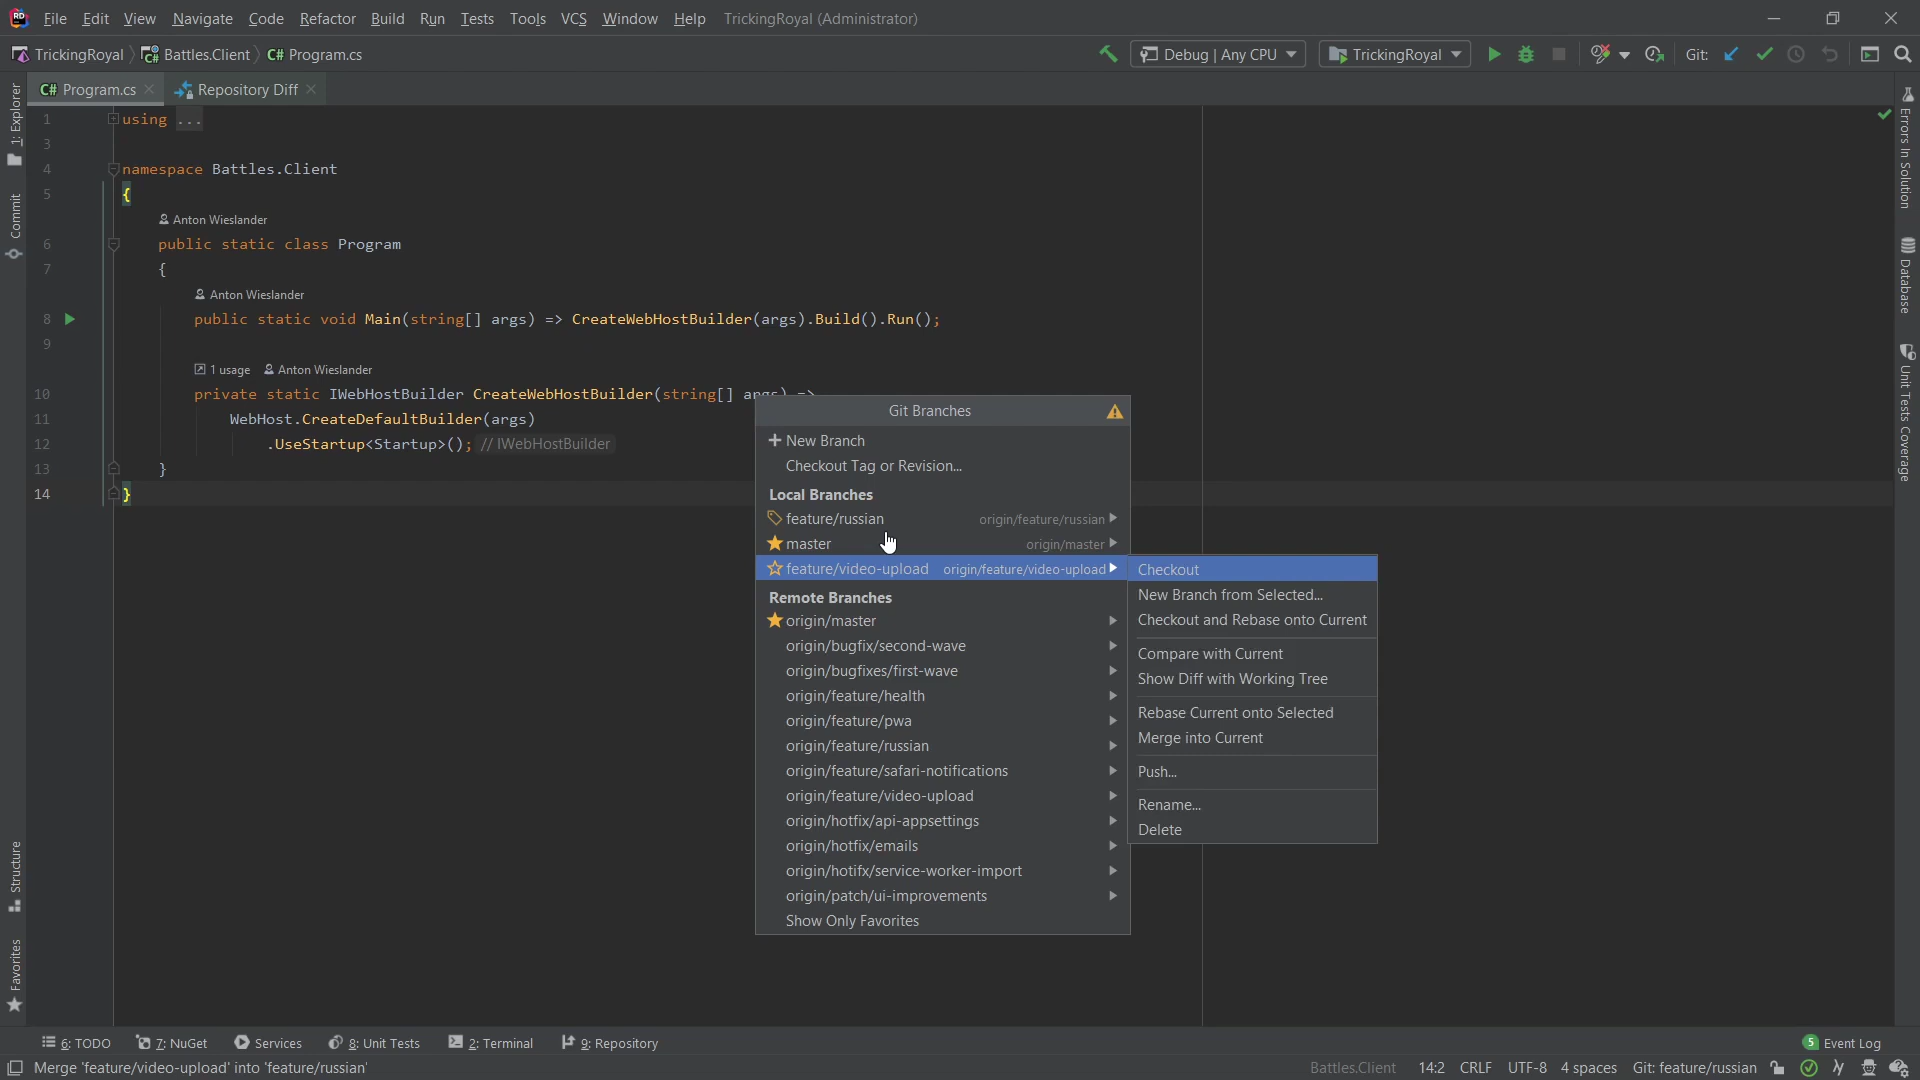 File Edit View Navigate Code Refactor Build Run Tests Tools VCS Window Help TrickingRoyal (Administrator)
TrickingRoyal Battles.Client C# Program.cs Debug | Any CPU TrickingRoyal Git:
C# Program.cs Repository Diff
1: Explorer
Commit
Structure
Favorites
1 using ...
3
4 namespace Battles.Client
5 {
Anton Wieslander
6 public static class Program
7 {
Anton Wieslander
8 public static void Main(string[] args) => CreateWebHostBuilder(args).Build().Run();
9
1 usage Anton Wieslander
10 private static IWebHostBuilder CreateWebHostBuilder(string[] args) =>
11 WebHost.CreateDefaultBuilder(args)
12 .UseStartup<Startup>(); // IWebHostBuilder
13 }
14 }
Git Branches
New Branch
Checkout Tag or Revision...
Local Branches
feature/russian origin/feature/russian
master origin/master
feature/video-upload origin/feature/video-upload
Remote Branches
origin/master
origin/bugfix/second-wave
origin/bugfixes/first-wave
origin/feature/health
origin/feature/pwa
origin/feature/russian
origin/feature/safari-notifications
origin/feature/video-upload
origin/hotfix/api-appsettings
origin/hotfix/emails
origin/hotifx/service-worker-import
origin/patch/ui-improvements
Show Only Favorites
Checkout
New Branch from Selected...
Checkout and Rebase onto Current
Compare with Current
Show Diff with Working Tree
Rebase Current onto Selected
Merge into Current
Push...
Rename...
Delete
Errors In Solution
Database
Unit Tests Coverage
6: TODO 7: NuGet Services 8: Unit Tests 2: Terminal 9: Repository 5 Event Log
Merge 'feature/video-upload' into 'feature/russian' Battles.Client 14:2 CRLF UTF-8 4 spaces Git: feature/russian